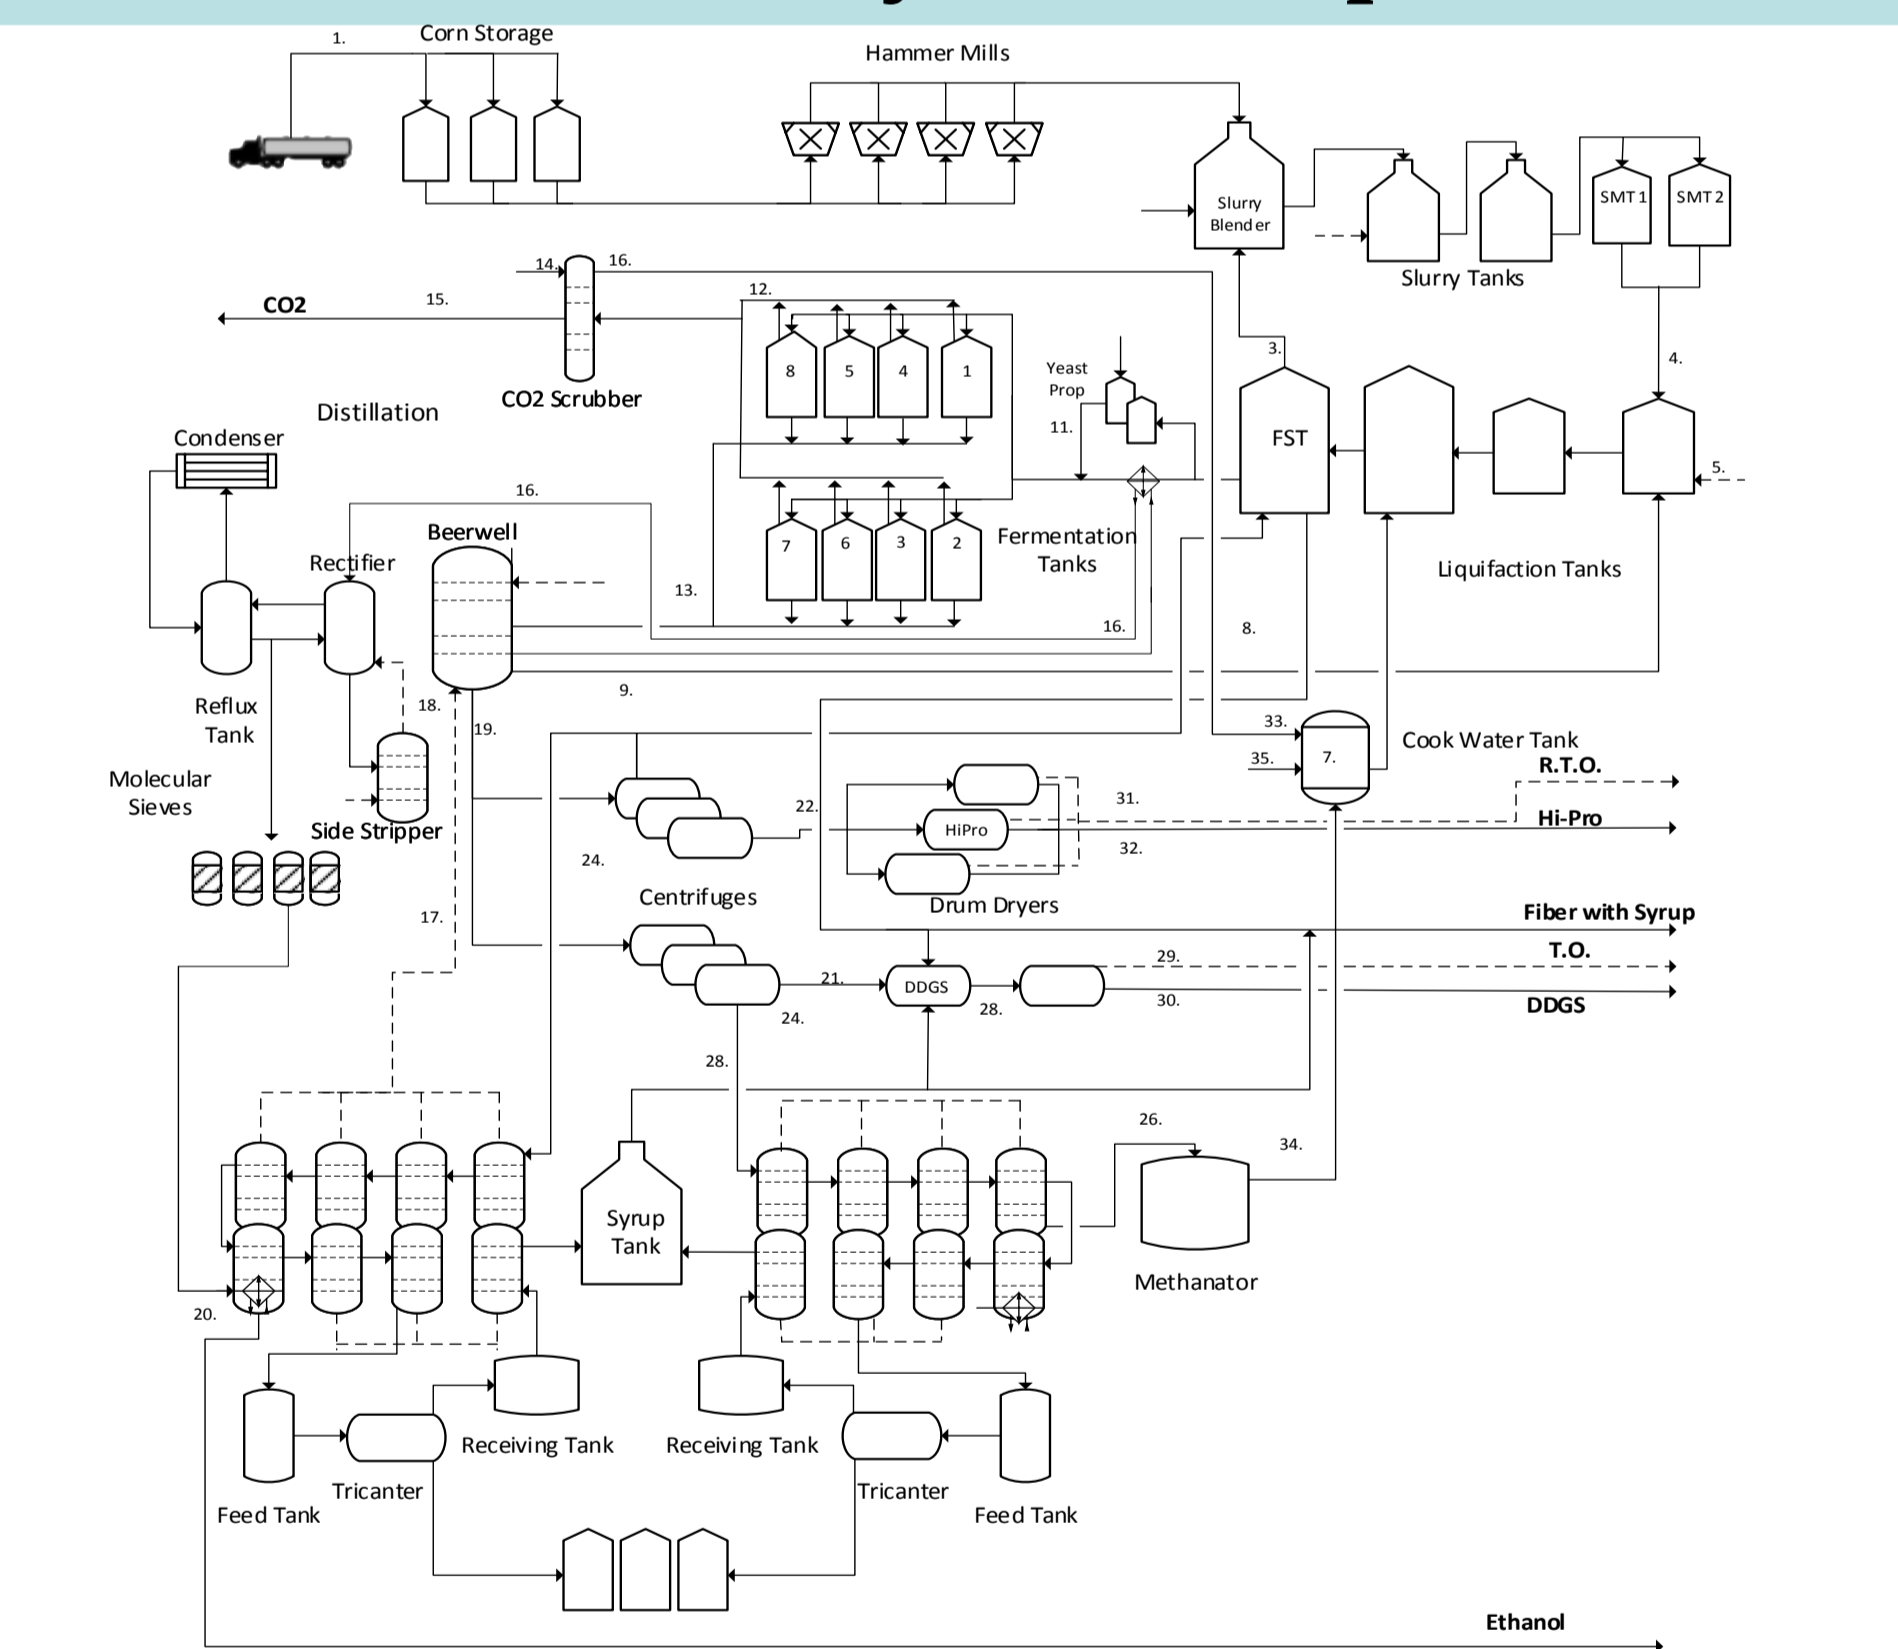 1.
Corn Storage
Hammer Mills
Slurry
Blender
SMT 1
SMT 2
Slurry Tanks
14.
16.
CO2
15.
12.
CO2 Scrubber
8
5
4
1
Yeast
Prop
11.
3.
4.
FST
5.
Distillation
Condenser
16.
Beerwell
Rectifier
7
6
3
2
Fermentation
Tanks
Liquifaction Tanks
13.
16.
8.
9.
Reflux
Tank
18.
19.
33.
35.
7.
Cook Water Tank
R.T.O.
Molecular
Sieves
Side Stripper
22.
HiPro
31.
32.
Hi-Pro
24.
Centrifuges
Drum Dryers
17.
Fiber with Syrup
T.O.
29.
21.
DDGS
28.
30.
DDGS
24.
28.
26.
34.
Syrup
Tank
Methanator
20.
Receiving Tank
Receiving Tank
Tricanter
Tricanter
Feed Tank
Feed Tank
Ethanol